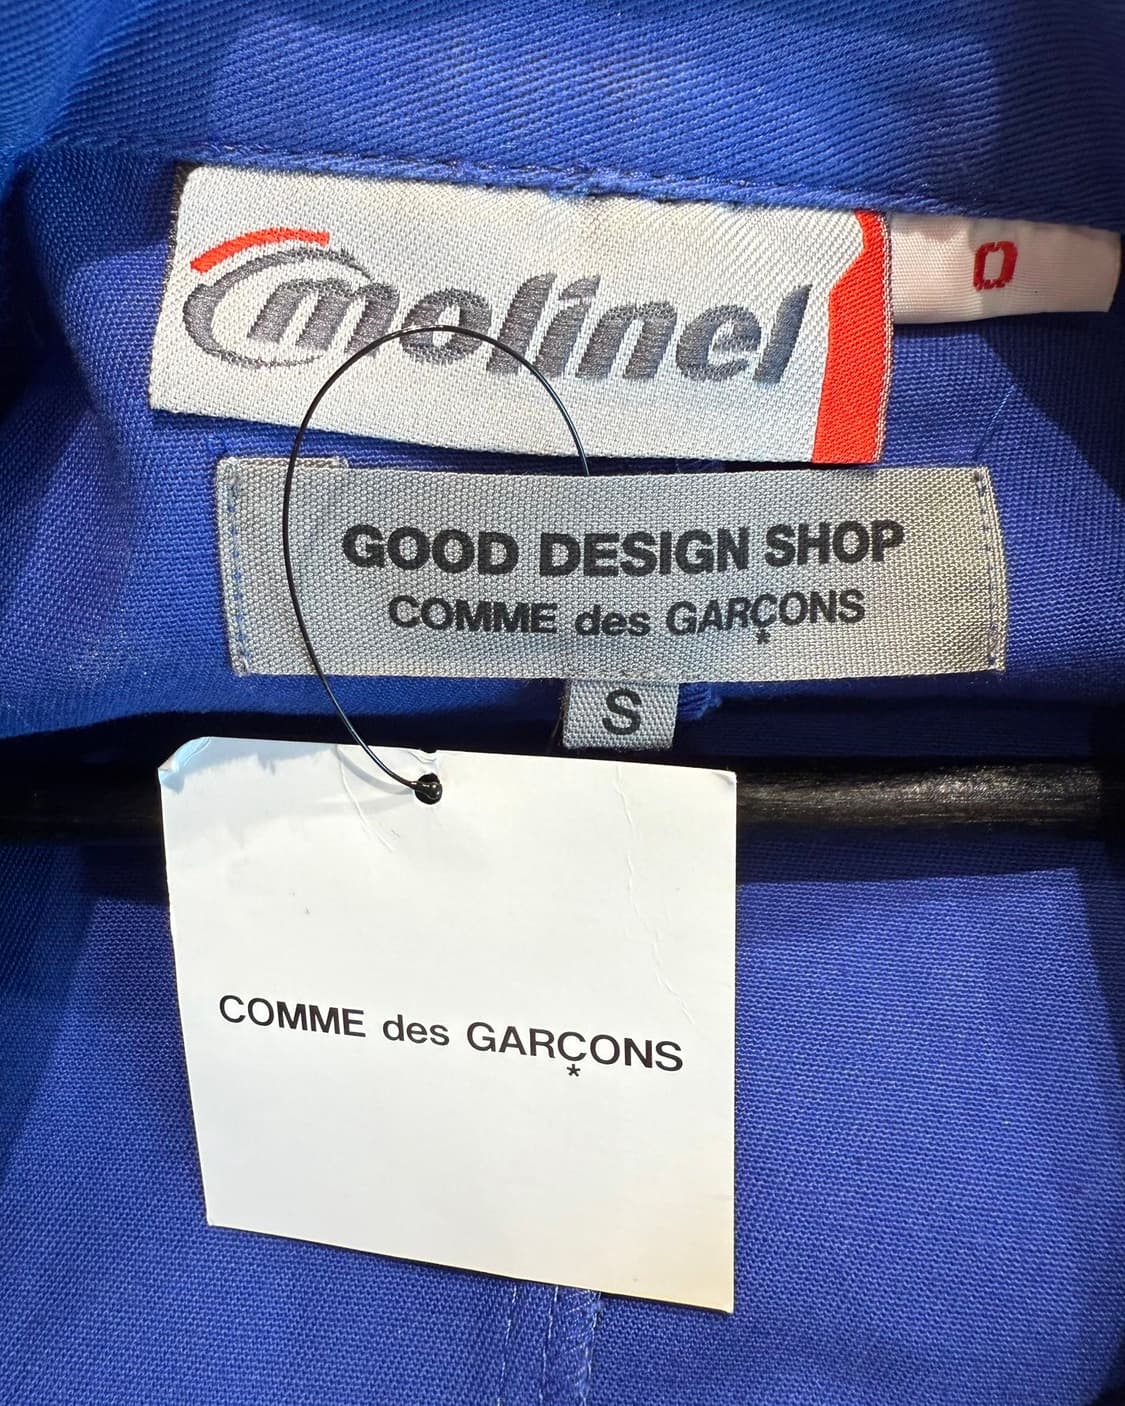 molinel
0
GOOD DESIGN SHOP
COMME des GARÇONS
*
S
COMME des GARÇONS
*